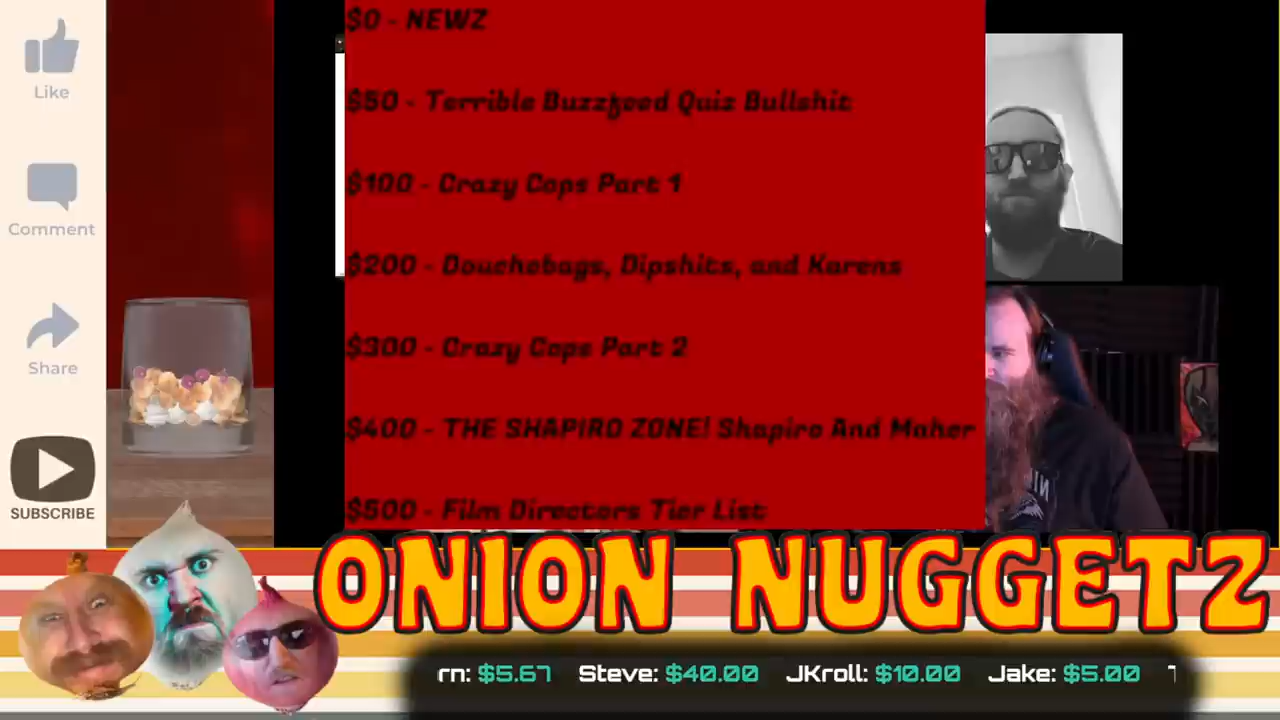 $0 - NEWZ
Like
$50 - Terrible Buzzfeed Quiz Bullshit
$100 - Crazy Cops Part 1
Comment
$200 - Douchebags, Dipshits, and Karens
$300 - Crazy Cops Part 2
Share
$400 - THE SHAPIRO ZONE! Shapiro And Maher
$500 - Film Directors Tier List
SUBSCRIBE
ONION NUGGETZ
rn: $5.67 Steve: $40.00 JKroll: $10.00 Jake: $5.00